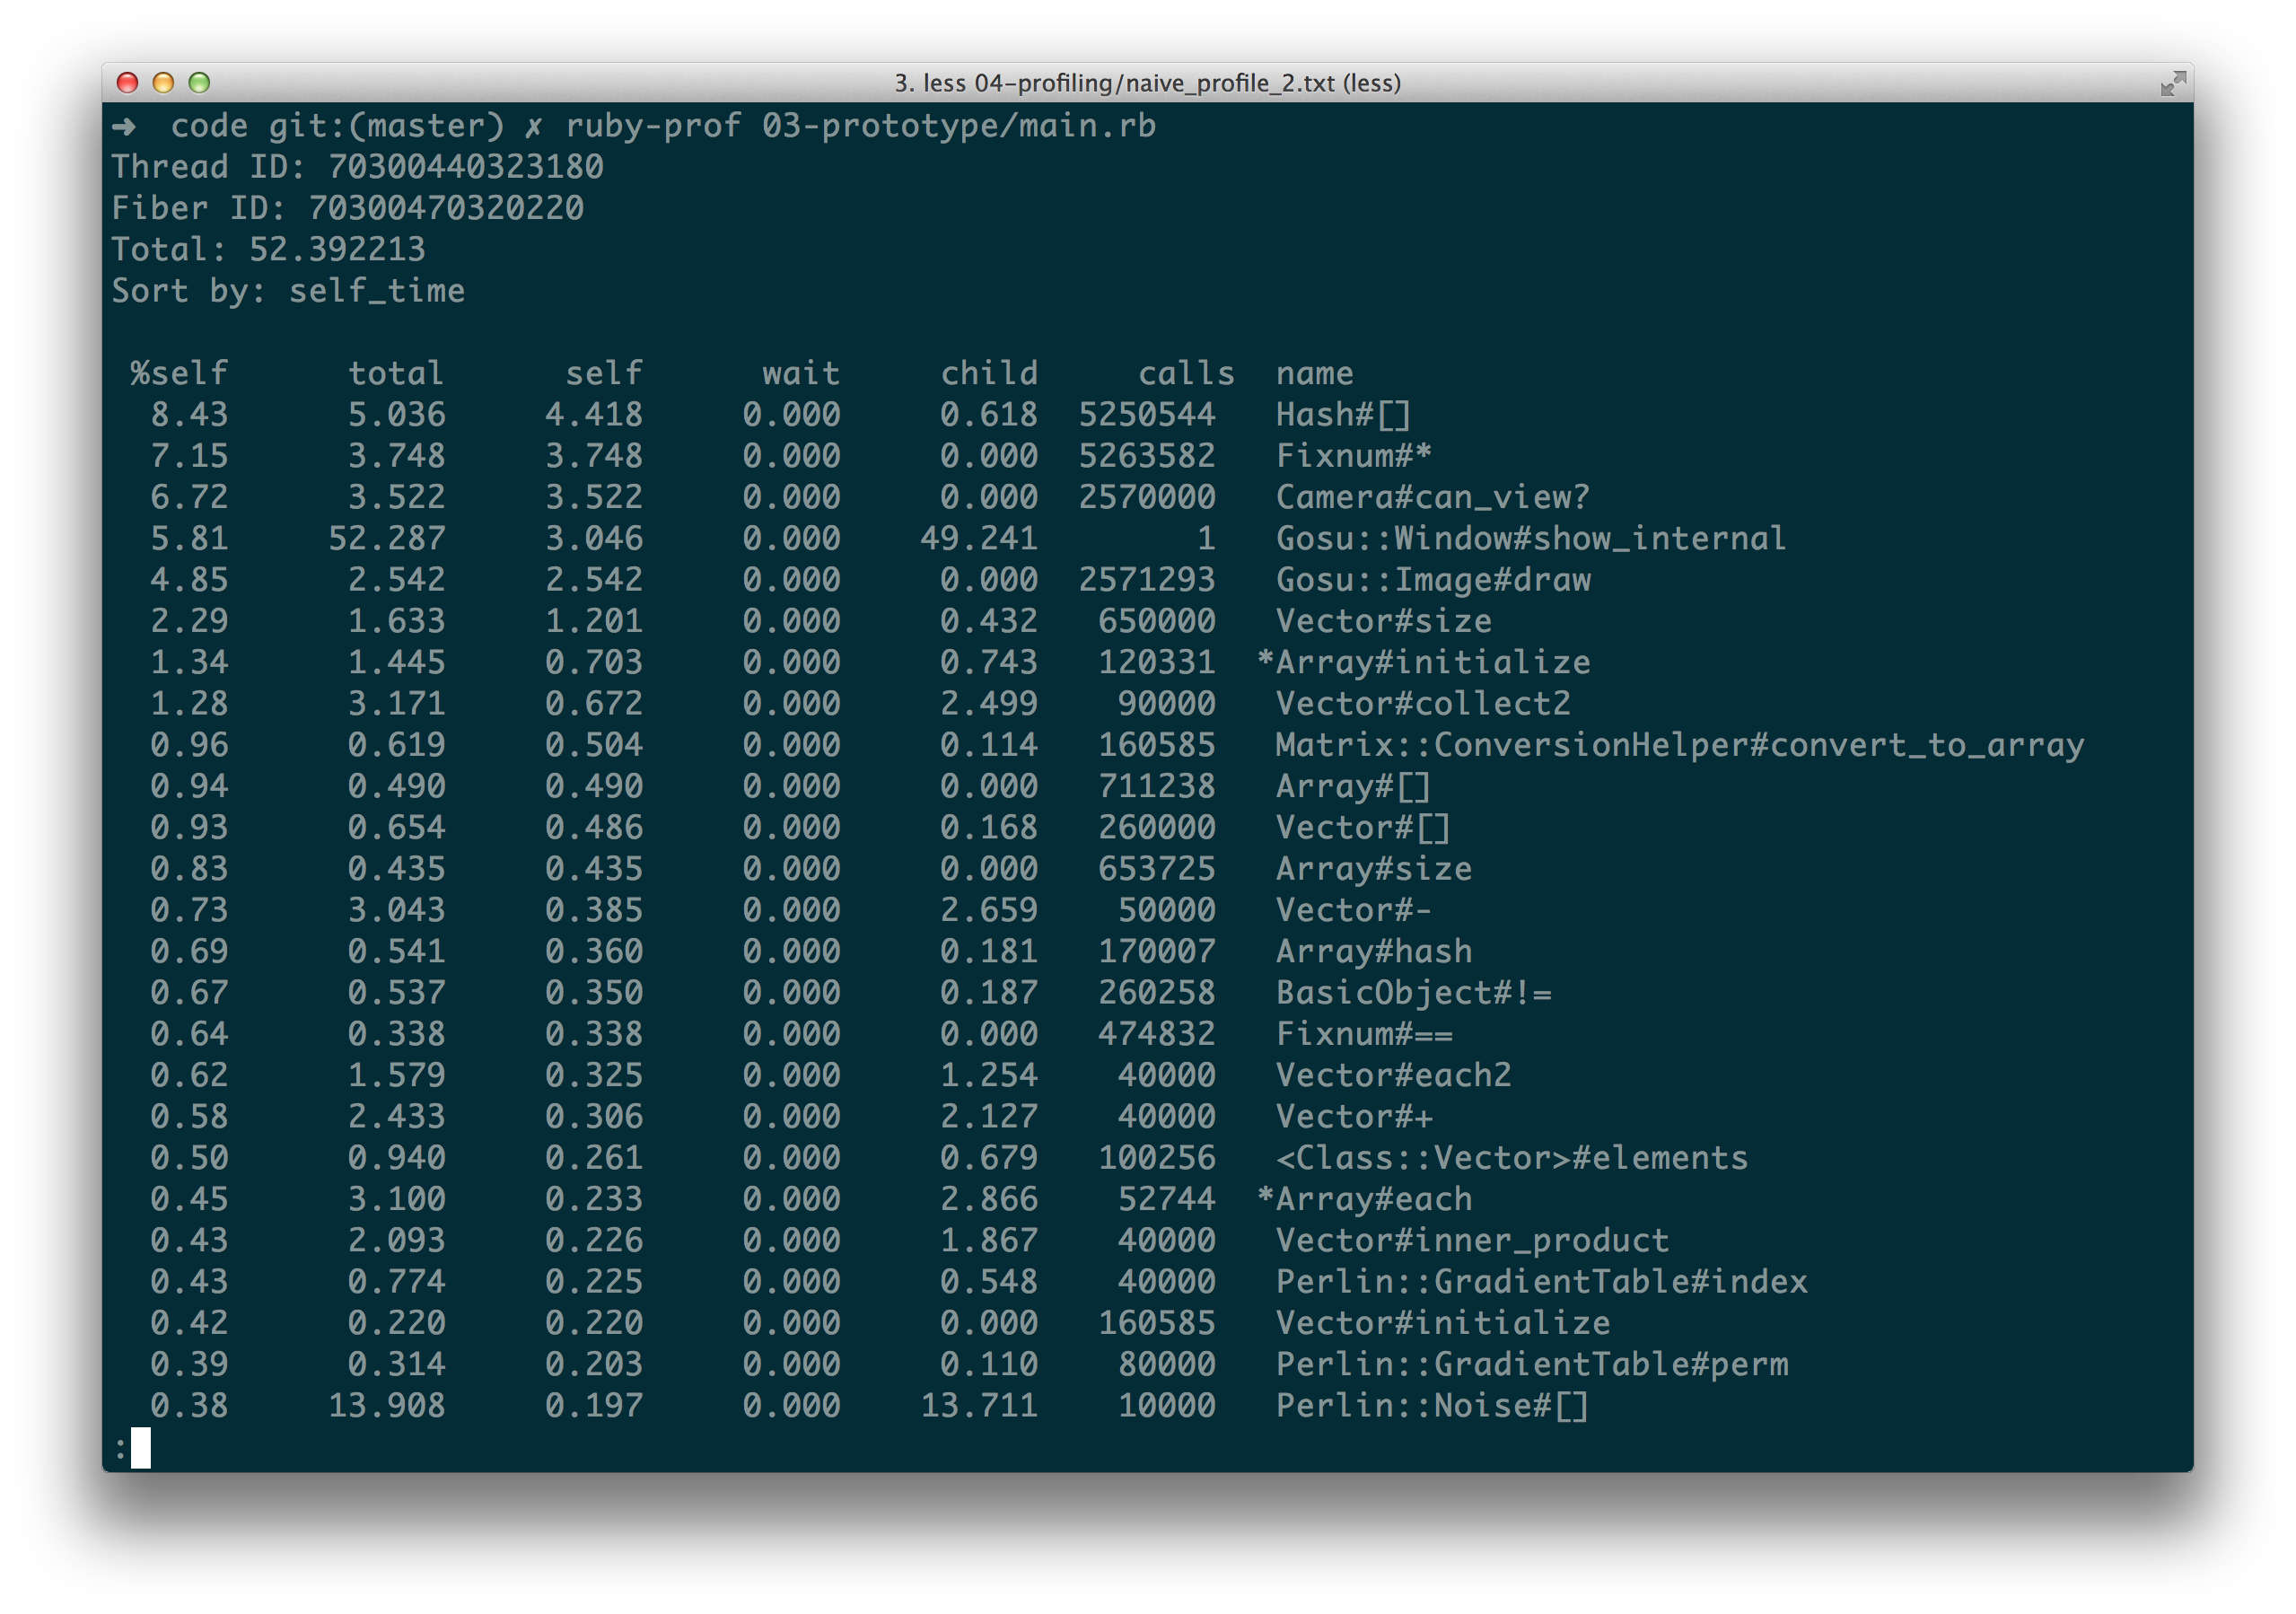 3. less 04-profiling/naive_profile_2.txt (less)
➜  code git:(master) ✗ ruby-prof 03-prototype/main.rb
Thread ID: 70300440323180
Fiber ID: 70300470320220
Total: 52.392213
Sort by: self_time
 %self      total      self      wait     child     calls  name
  8.43      5.036     4.418     0.000     0.618  5250544   Hash#[]
  7.15      3.748     3.748     0.000     0.000  5263582   Fixnum#*
  6.72      3.522     3.522     0.000     0.000  2570000   Camera#can_view?
  5.81     52.287     3.046     0.000    49.241        1   Gosu::Window#show_internal
  4.85      2.542     2.542     0.000     0.000  2571293   Gosu::Image#draw
  2.29      1.633     1.201     0.000     0.432   650000   Vector#size
  1.34      1.445     0.703     0.000     0.743   120331  *Array#initialize
  1.28      3.171     0.672     0.000     2.499    90000   Vector#collect2
  0.96      0.619     0.504     0.000     0.114   160585   Matrix::ConversionHelper#convert_to_array
  0.94      0.490     0.490     0.000     0.000   711238   Array#[]
  0.93      0.654     0.486     0.000     0.168   260000   Vector#[]
  0.83      0.435     0.435     0.000     0.000   653725   Array#size
  0.73      3.043     0.385     0.000     2.659    50000   Vector#-
  0.69      0.541     0.360     0.000     0.181   170007   Array#hash
  0.67      0.537     0.350     0.000     0.187   260258   BasicObject#!=
  0.64      0.338     0.338     0.000     0.000   474832   Fixnum#==
  0.62      1.579     0.325     0.000     1.254    40000   Vector#each2
  0.58      2.433     0.306     0.000     2.127    40000   Vector#+
  0.50      0.940     0.261     0.000     0.679   100256   <Class::Vector>#elements
  0.45      3.100     0.233     0.000     2.866    52744  *Array#each
  0.43      2.093     0.226     0.000     1.867    40000   Vector#inner_product
  0.43      0.774     0.225     0.000     0.548    40000   Perlin::GradientTable#index
  0.42      0.220     0.220     0.000     0.000   160585   Vector#initialize
  0.39      0.314     0.203     0.000     0.110    80000   Perlin::GradientTable#perm
  0.38     13.908     0.197     0.000    13.711    10000   Perlin::Noise#[]
: